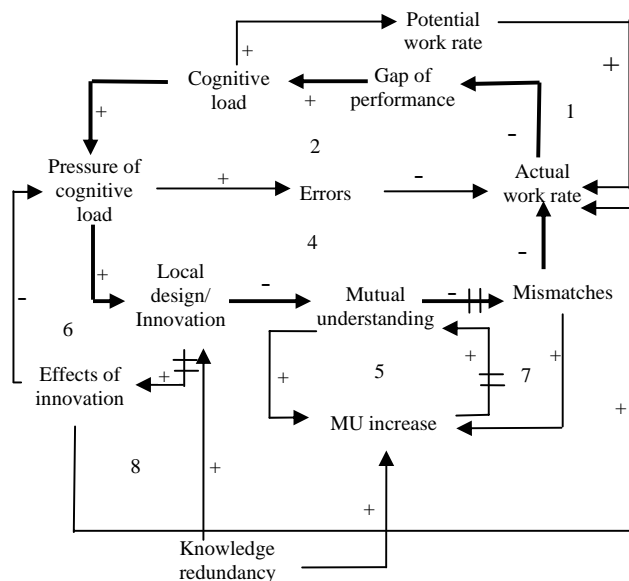 Potential
work rate
+
+
Cognitive
load
Gap of
performance
+
+
1
-
2
Pressure of
cognitive
load
+
Errors
-
Actual
work rate
4
-
+
Local
design/
Innovation
-
Mutual
understanding
-
Mismatches
-
6
Effects of
innovation
+
+
5
+
7
+
MU increase
+
8
+
+
Knowledge
redundancy